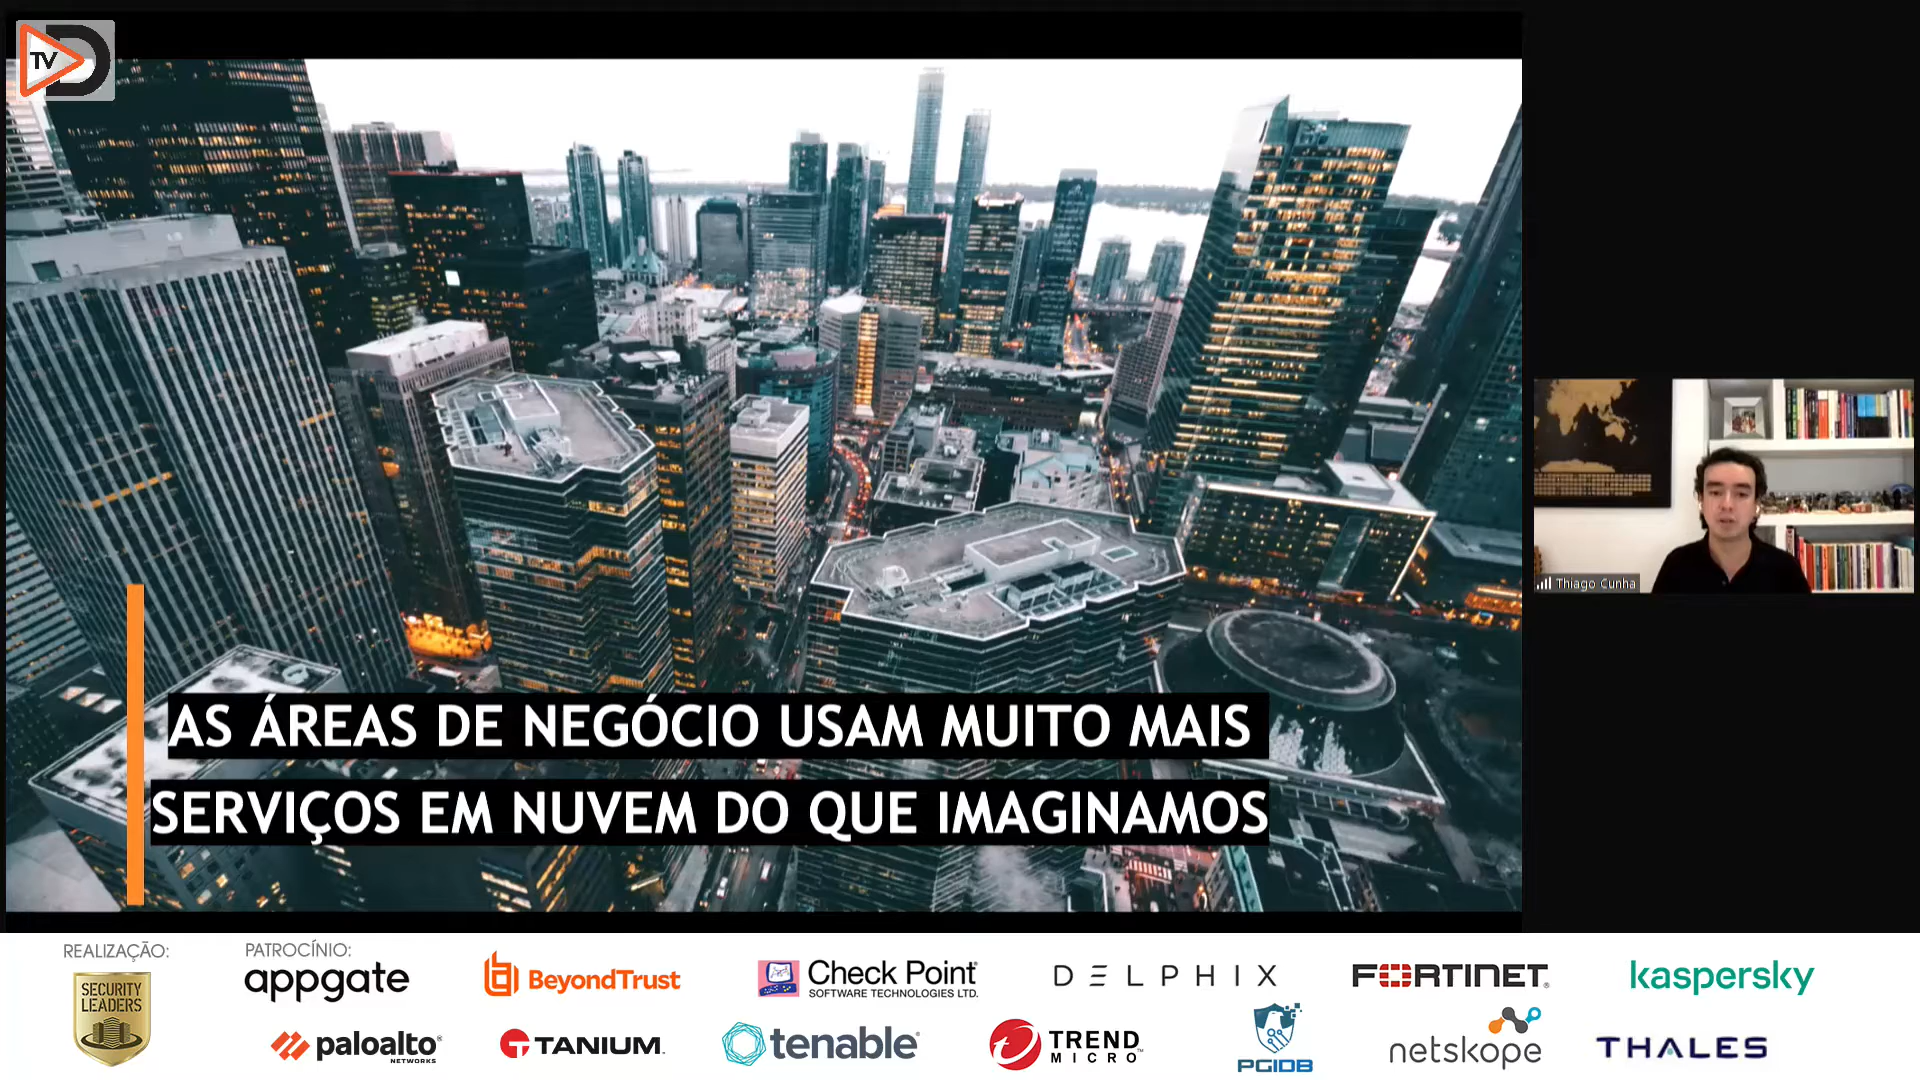 TV D
AS ÁREAS DE NEGÓCIO USAM MUITO MAIS
SERVIÇOS EM NUVEM DO QUE IMAGINAMOS
Thiago Cunha
REALIZAÇÃO:
SECURITY
LEADERS
PATROCÍNIO:
appgate
BeyondTrust
Check Point
SOFTWARE TECHNOLOGIES LTD.
DELPHIX
FORTINET
kaspersky
paloalto
NETWORKS
TANIUM
tenable
TREND
MICRO
PGIDB
netskope
THALES